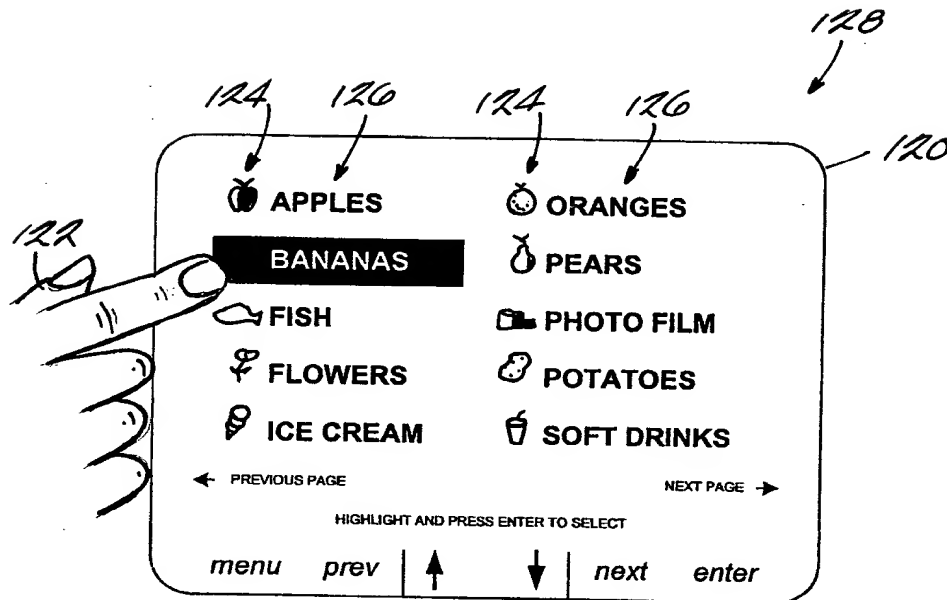 128
124 126 124 126
120
APPLES ORANGES
122
BANANAS PEARS
FISH PHOTO FILM
FLOWERS POTATOES
ICE CREAM SOFT DRINKS
← PREVIOUS PAGE NEXT PAGE →
HIGHLIGHT AND PRESS ENTER TO SELECT
menu prev ↑ ↓ next enter